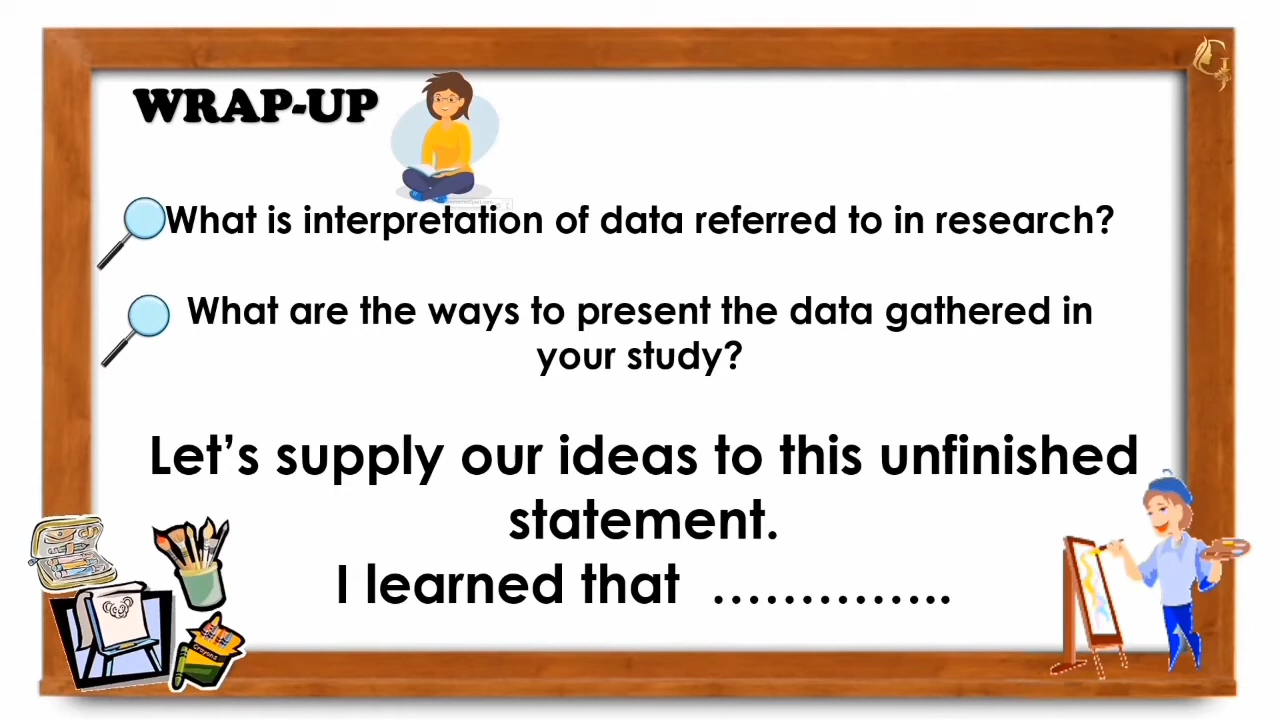 WRAP-UP
What is interpretation of data referred to in research?
What are the ways to present the data gathered in
your study?
Let’s supply our ideas to this unfinished
statement.
I learned that …………..
Crayons